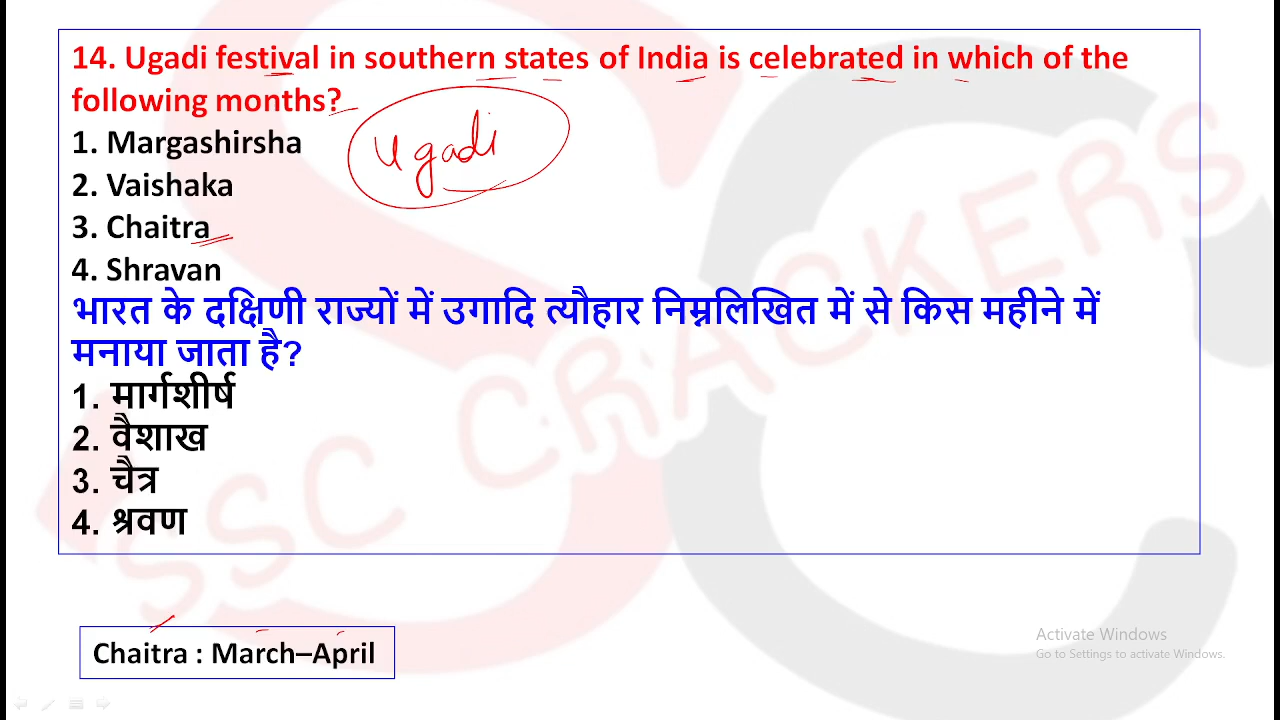 14. Ugadi festival in southern states of India is celebrated in which of the
following months?
ugadi
1. Margashirsha
2. Vaishaka
3. Chaitra
4. Shravan
भारत के दक्षिणी राज्यों में उगादि त्यौहार निम्नलिखित में से किस महीने में
मनाया जाता है?
1. मार्गशीर्ष
2. वैशाख
3. चैत्र
4. श्रवण
Chaitra : March–April
SSC CRACKERS
Activate Windows
Go to Settings to activate Windows.